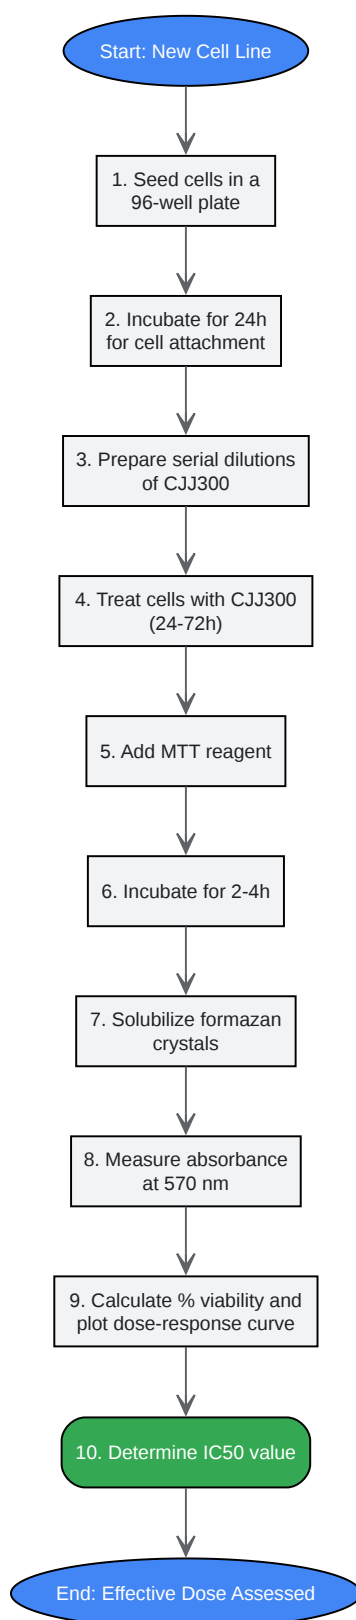 Start: New Cell Line
1. Seed cells in a
96-well plate
2. Incubate for 24h
for cell attachment
3. Prepare serial dilutions
of CJJ300
4. Treat cells with CJJ300
(24-72h)
5. Add MTT reagent
6. Incubate for 2-4h
7. Solubilize formazan
crystals
8. Measure absorbance
at 570 nm
9. Calculate % viability and
plot dose-response curve
10. Determine IC50 value
End: Effective Dose Assessed